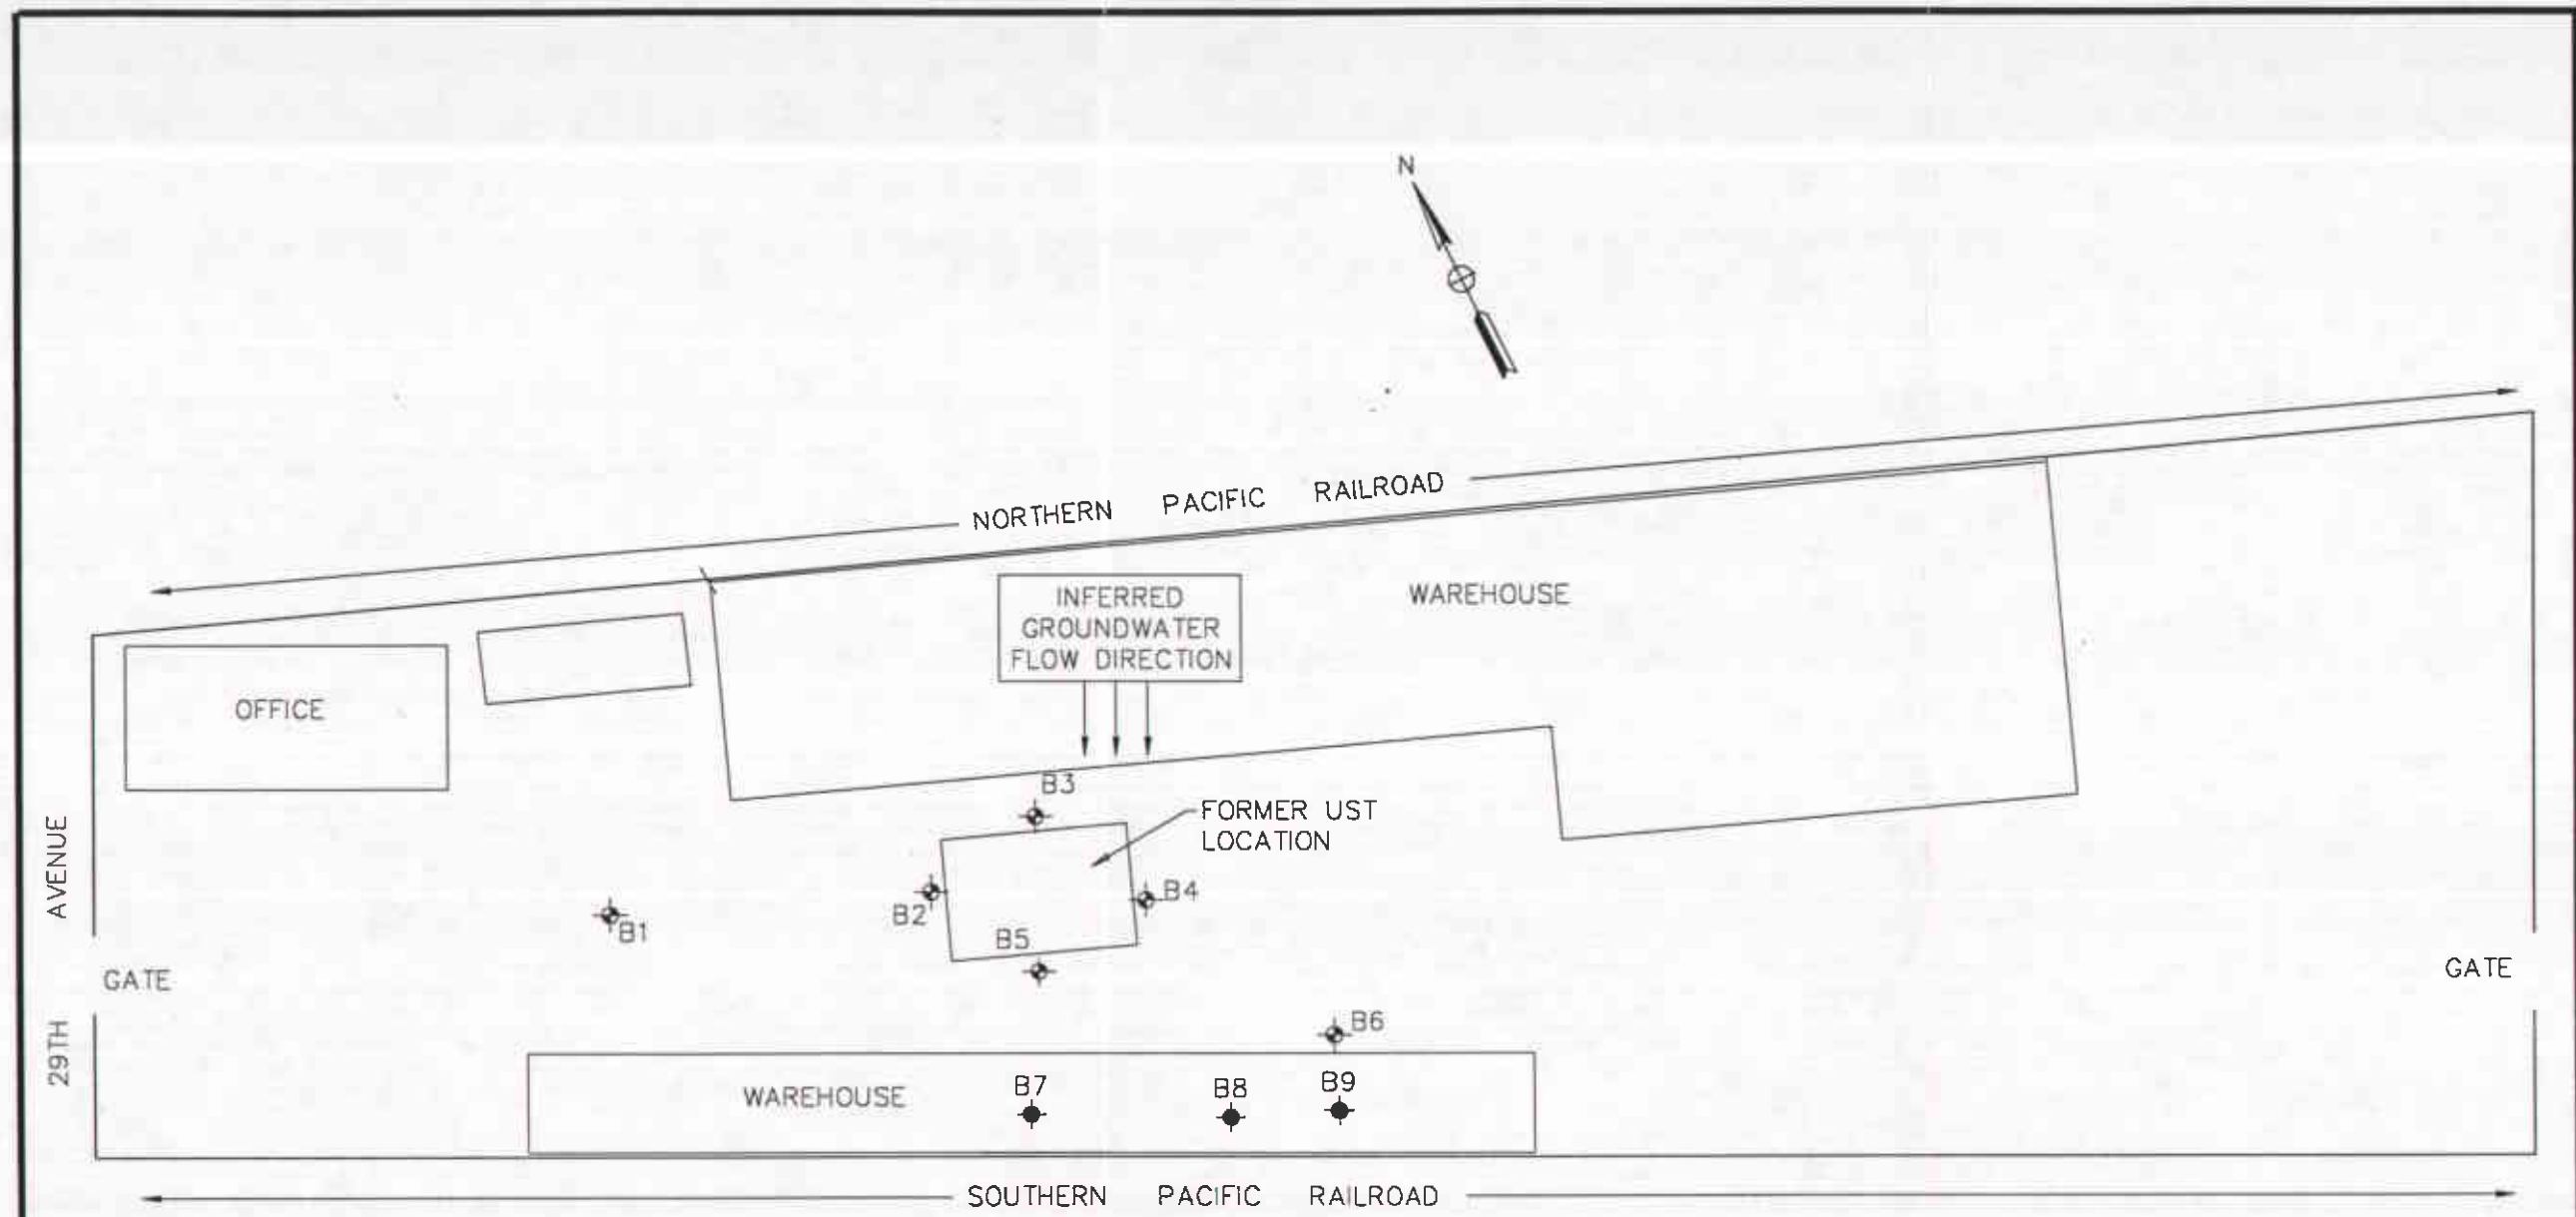 N
NORTHERN PACIFIC RAILROAD
INFERRED
GROUNDWATER
FLOW DIRECTION
WAREHOUSE
OFFICE
B3
FORMER UST
LOCATION
B2
B4
B1
B5
29TH AVENUE
GATE
GATE
B6
WAREHOUSE
B7
B8
B9
SOUTHERN PACIFIC RAILROAD